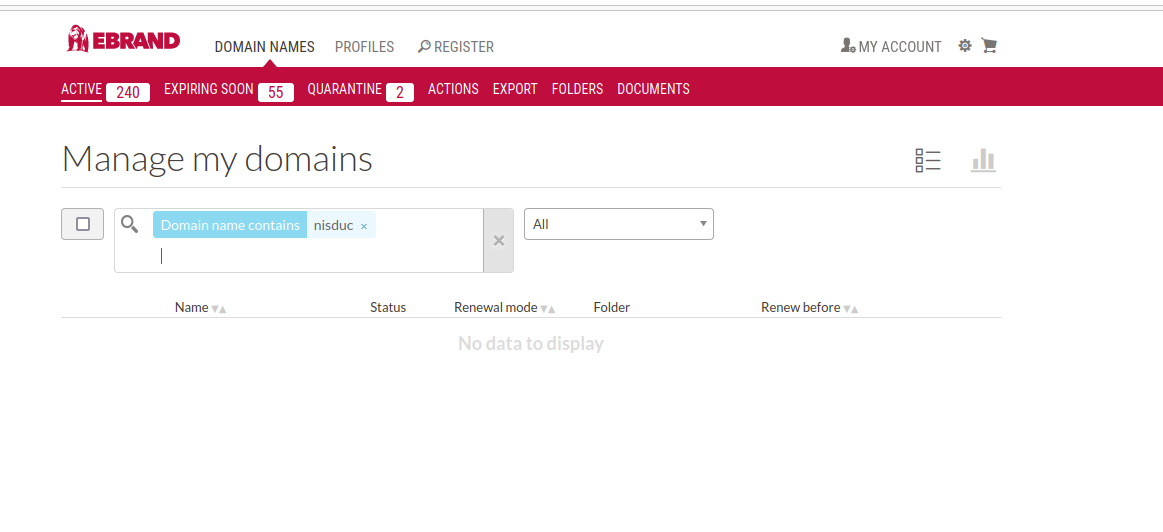 EBRAND
DOMAIN NAMES PROFILES REGISTER MY ACCOUNT
ACTIVE 240 EXPIRING SOON 55 QUARANTINE 2 ACTIONS EXPORT FOLDERS DOCUMENTS
Manage my domains
Domain name contains nisduc × All
Name Status Renewal mode Folder Renew before
No data to display